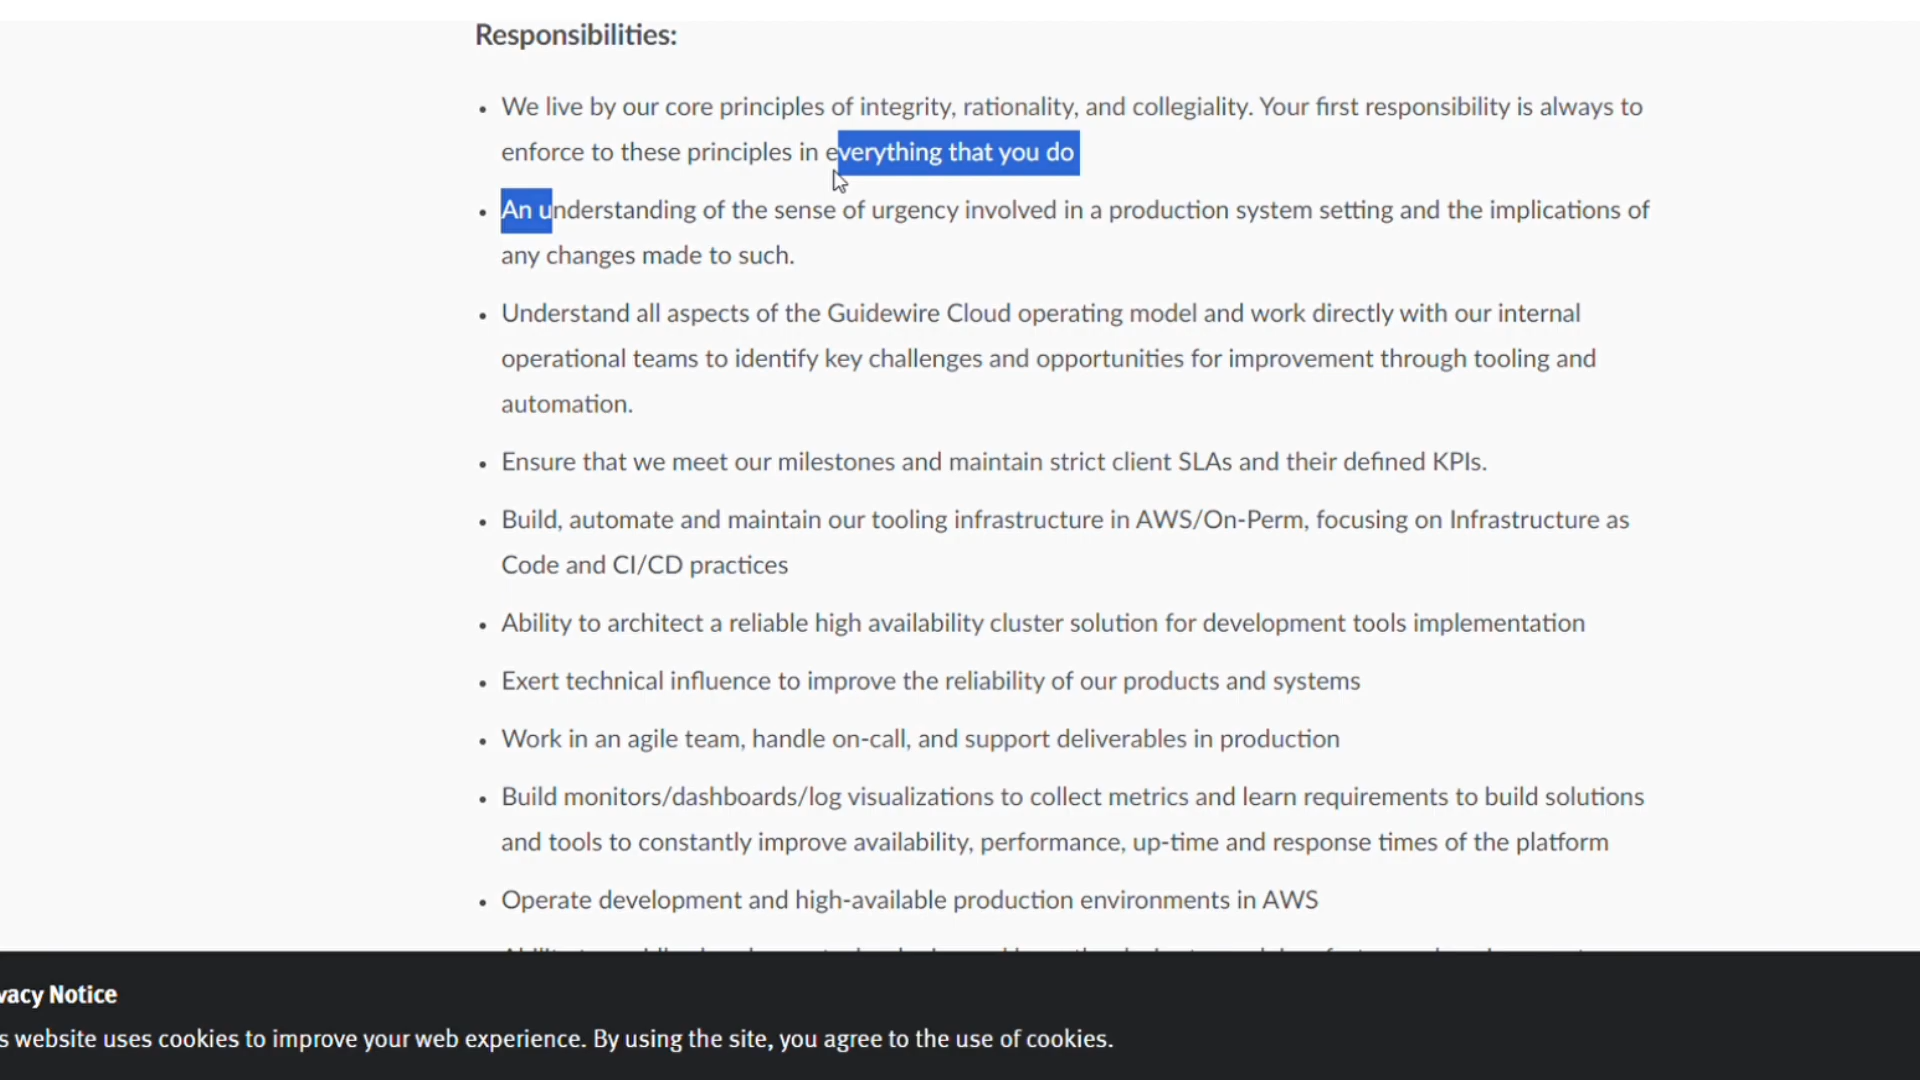 Responsibilities:
• We live by our core principles of integrity, rationality, and collegiality. Your first responsibility is always to
enforce to these principles in everything that you do
• An understanding of the sense of urgency involved in a production system setting and the implications of
any changes made to such.
• Understand all aspects of the Guidewire Cloud operating model and work directly with our internal
operational teams to identify key challenges and opportunities for improvement through tooling and
automation.
• Ensure that we meet our milestones and maintain strict client SLAs and their defined KPIs.
• Build, automate and maintain our tooling infrastructure in AWS/On-Perm, focusing on Infrastructure as
Code and CI/CD practices
• Ability to architect a reliable high availability cluster solution for development tools implementation
• Exert technical influence to improve the reliability of our products and systems
• Work in an agile team, handle on-call, and support deliverables in production
• Build monitors/dashboards/log visualizations to collect metrics and learn requirements to build solutions
and tools to constantly improve availability, performance, up-time and response times of the platform
• Operate development and high-available production environments in AWS
vacy Notice
s website uses cookies to improve your web experience. By using the site, you agree to the use of cookies.